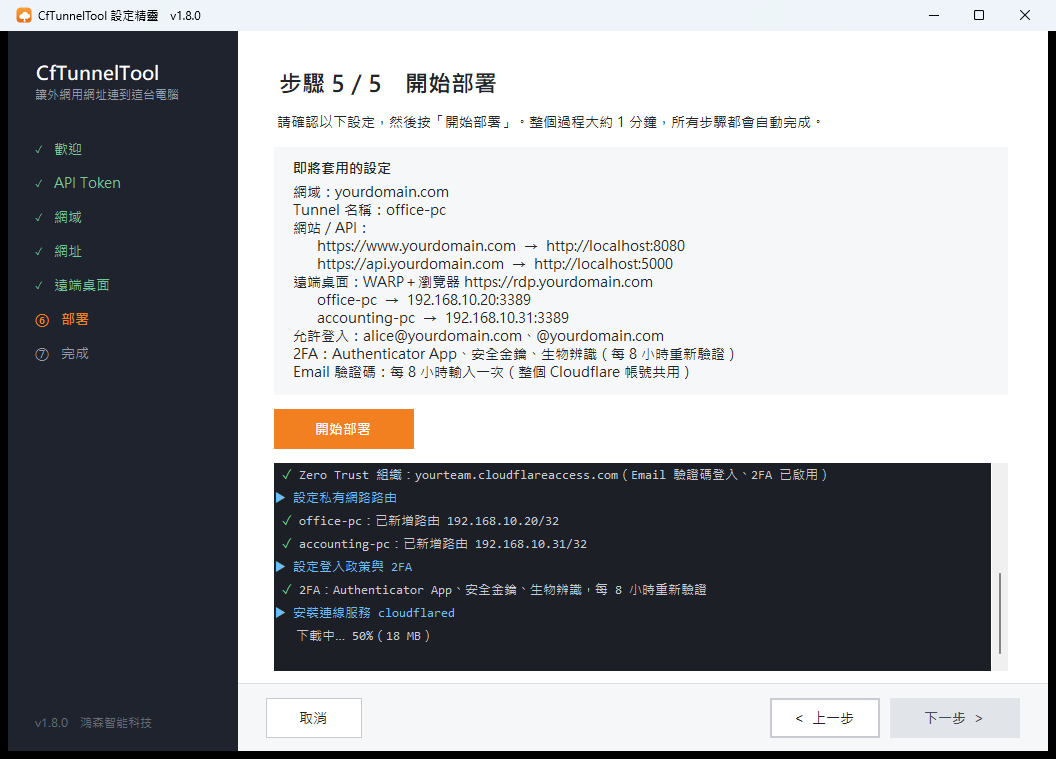 CfTunnelTool 設定精靈 v1.8.0
CfTunnelTool
讓外網用網址連到這台電腦
✓ 歡迎
✓ API Token
✓ 網域
✓ 網址
✓ 遠端桌面
⑥ 部署
⑦ 完成
v1.8.0 鴻森智能科技
步驟 5 / 5 開始部署
請確認以下設定，然後按「開始部署」。整個過程大約 1 分鐘，所有步驟都會自動完成。
即將套用的設定
網域：yourdomain.com
Tunnel 名稱：office-pc
網站 / API：
https://www.yourdomain.com → http://localhost:8080
https://api.yourdomain.com → http://localhost:5000
遠端桌面：WARP + 瀏覽器 https://rdp.yourdomain.com
office-pc → 192.168.10.20:3389
accounting-pc → 192.168.10.31:3389
允許登入：alice@yourdomain.com、@yourdomain.com
2FA：Authenticator App、安全金鑰、生物辨識（每 8 小時重新驗證）
Email 驗證碼：每 8 小時輸入一次（整個 Cloudflare 帳號共用）
開始部署
✓ Zero Trust 組織：yourteam.cloudflareaccess.com（Email 驗證碼登入、2FA 已啟用）
▶ 設定私有網路路由
✓ office-pc：已新增路由 192.168.10.20/32
✓ accounting-pc：已新增路由 192.168.10.31/32
▶ 設定登入政策與 2FA
✓ 2FA：Authenticator App、安全金鑰、生物辨識，每 8 小時重新驗證
▶ 安裝連線服務 cloudflared
下載中… 50%（18 MB）
取消
< 上一步
下一步 >